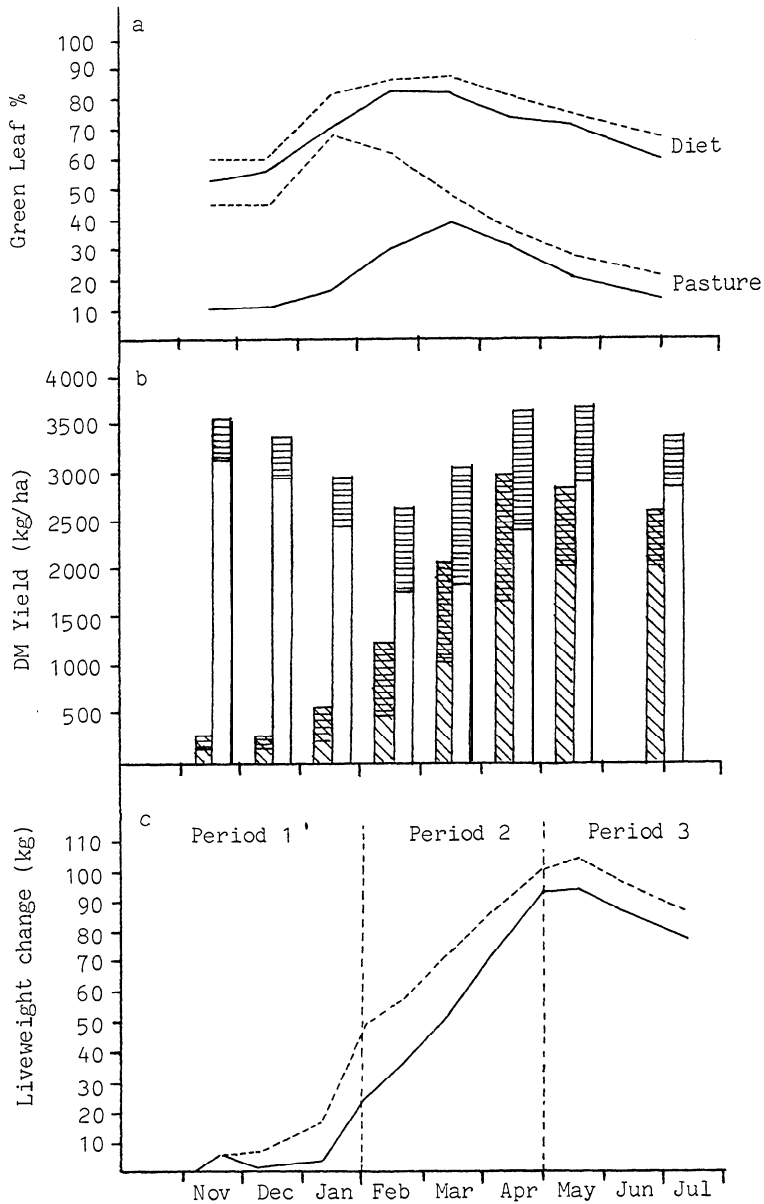 a
100
90
80
70
60
50
40
30
20
10
Green Leaf %
Diet
Pasture
b
4000
3500
3000
2500
2000
1500
1000
500
DM Yield (kg/ha)
c
Period 1
Period 2
Period 3
110
100
90
80
70
60
50
40
30
20
10
Liveweight change (kg)
Nov Dec Jan Feb Mar Apr May Jun Jul